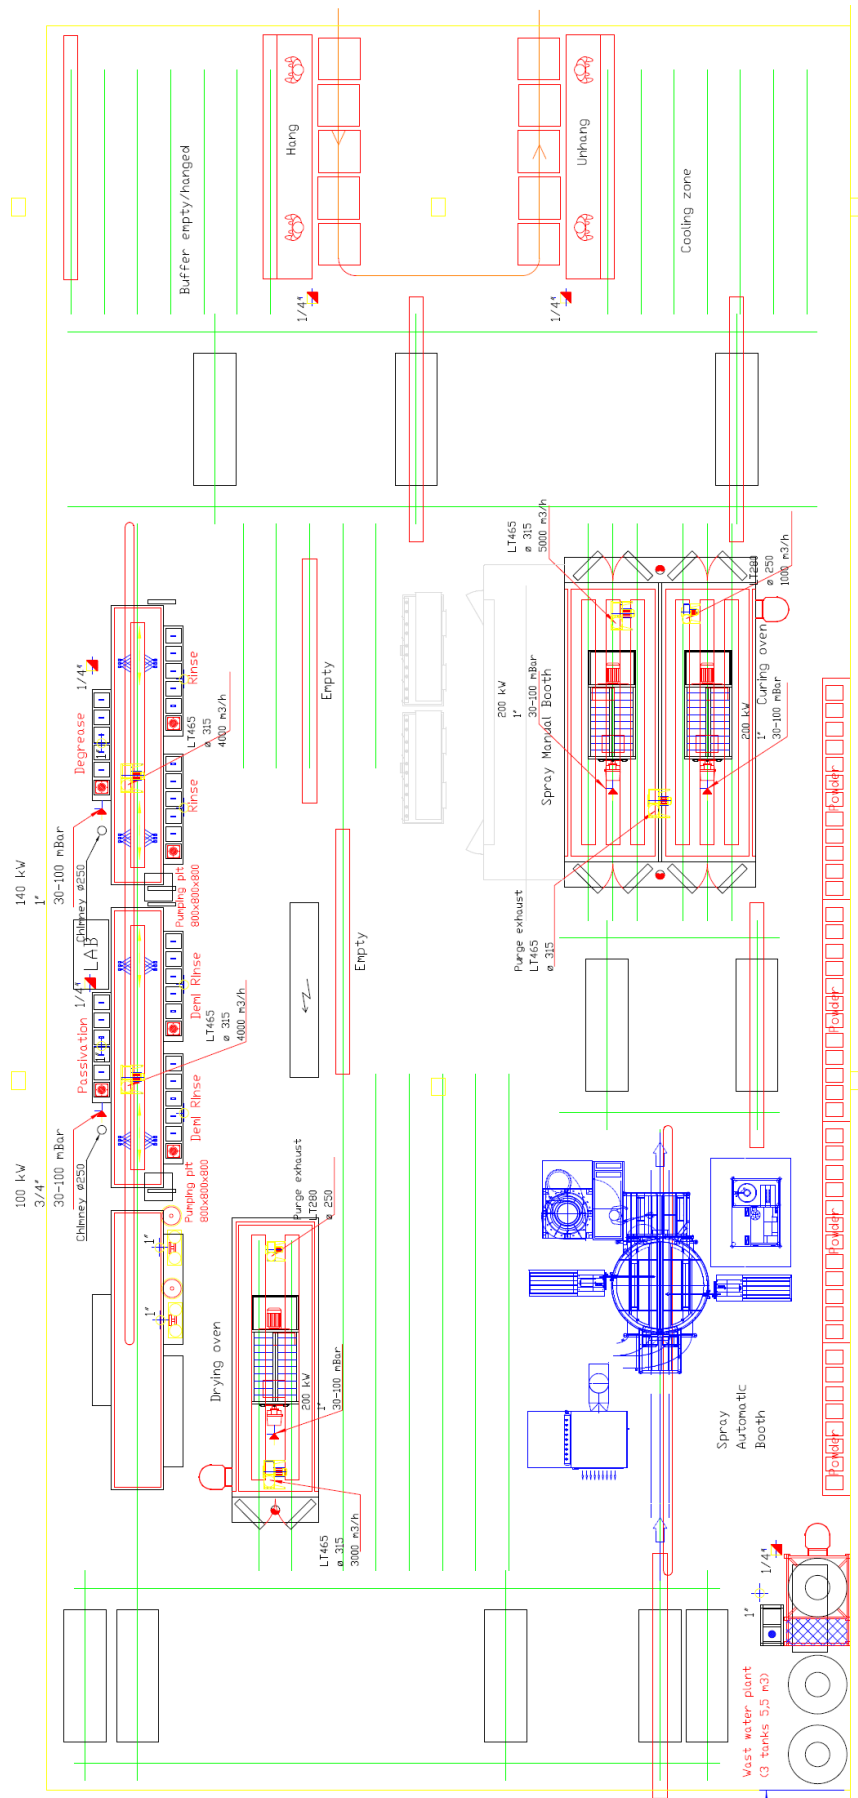 Hang
Unhang
Buffer empty/hanged
Cooling zone
1/4"
1/4"
LT465
ø 315
5000 m3/h
LT280
ø 250
1000 m3/h
Degrease
1/4"
Rinse
LT465
ø 315
4000 m3/h
Rinse
Empty
200 kW
1"
30-100 mBar
Spray Manual Booth
Curing oven
200 kW
1"
30-100 mBar
140 kW
1"
30-100 mBar
Chimney ø250
LAB
Pumping pit
800x800x800
Purge exhaust
LT465
ø 315
Powder
Powder
Powder
Powder
Passivation
1/4"
Demi Rinse
Demi Rinse
LT465
ø 315
4000 m3/h
Empty
100 kW
3/4"
30-100 mBar
Chimney ø250
Pumping pit
800x800x800
1"
1"
Purge exhaust
LT280
ø 250
Drying oven
200 kW
1"
30-100 mBar
LT465
ø 315
3000 m3/h
Spray
Automatic
Booth
1/4"
1"
Wast water plant
(3 tanks 5,5 m3)